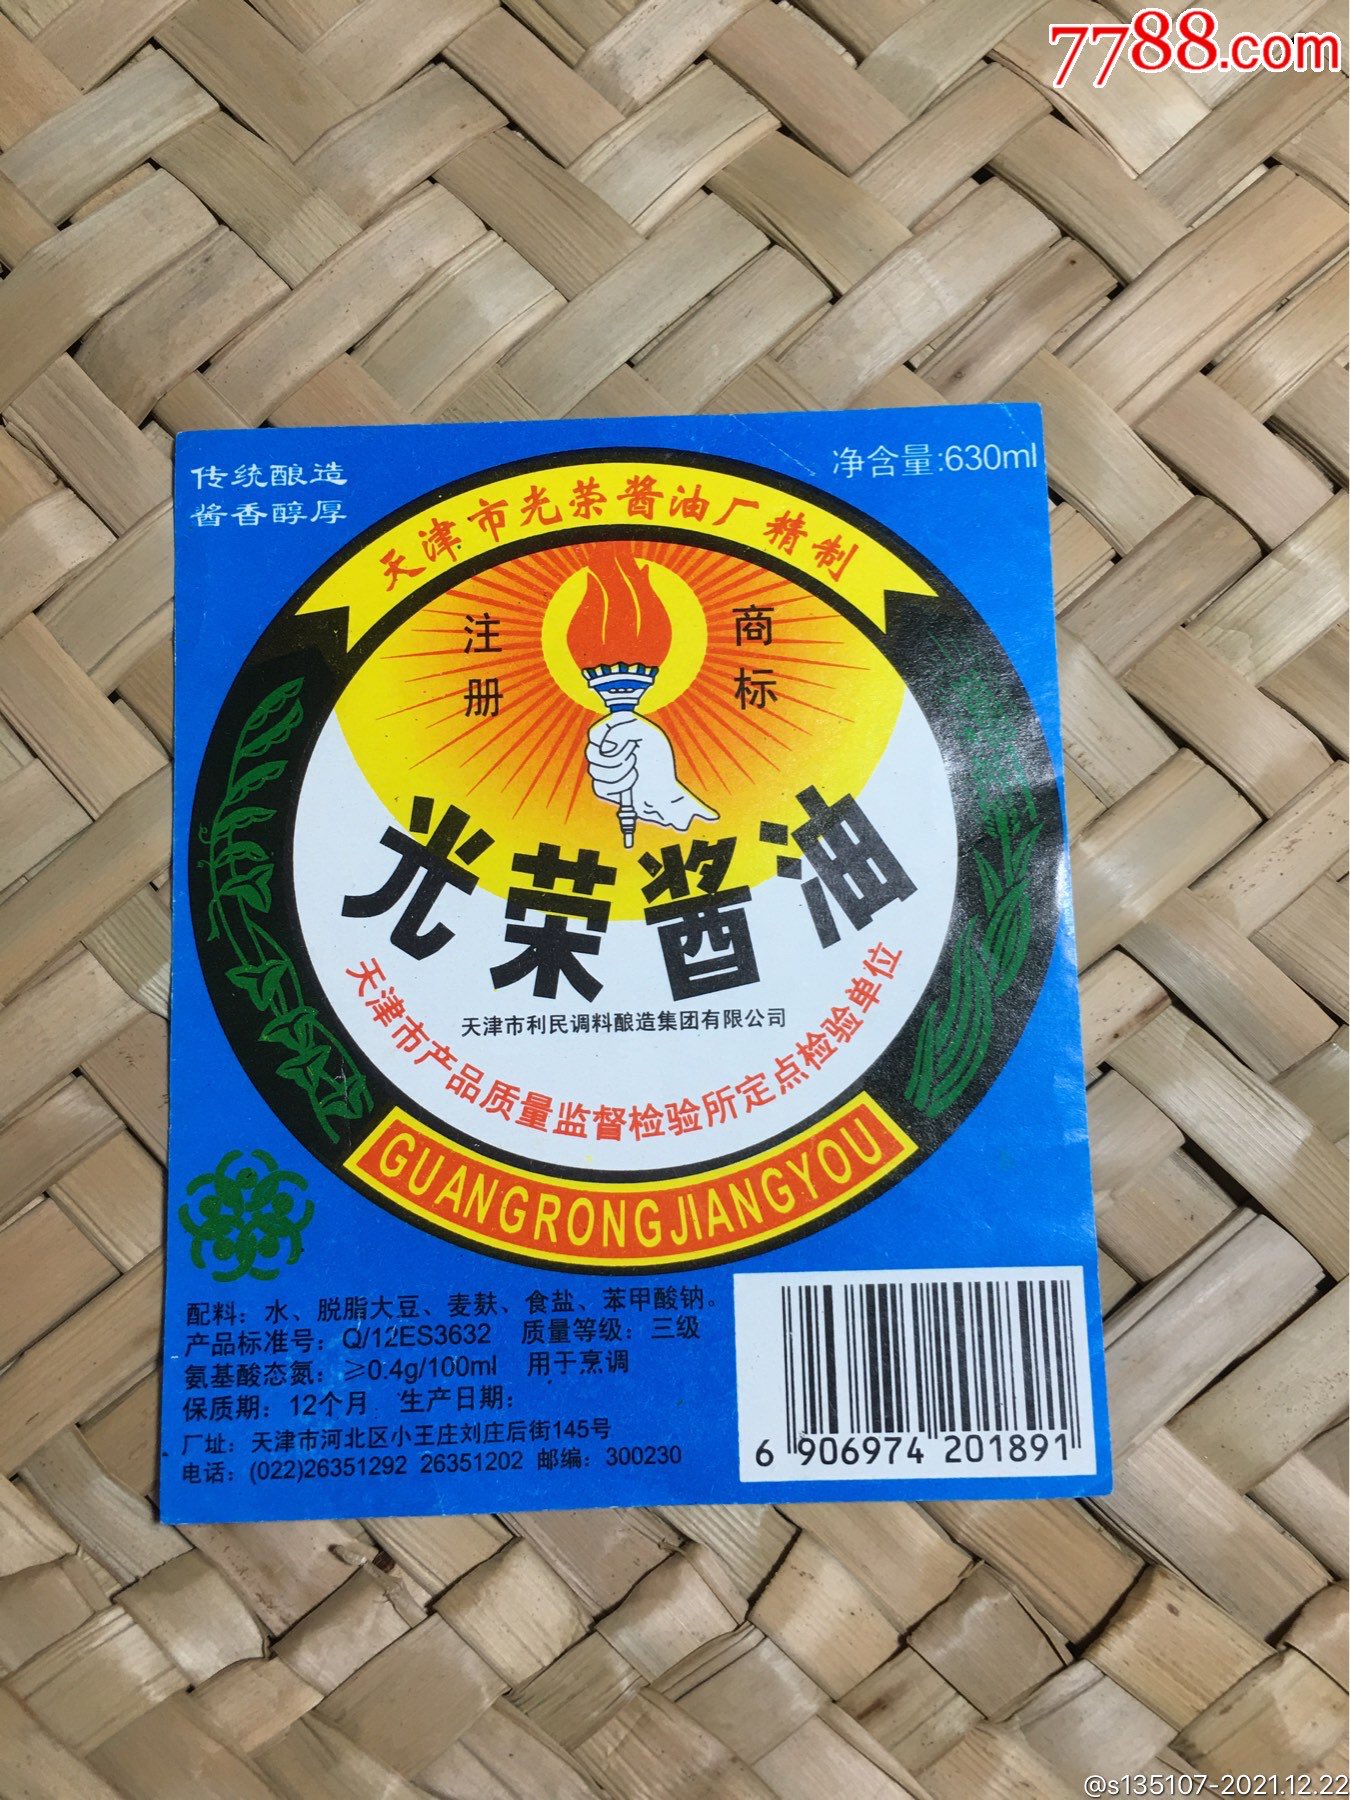 7788.com
传统酿造
酱香醇厚
净含量:630ml
天津市光荣酱油厂精制
注册
商标
光荣酱油
天津市利民调料酿造集团有限公司
天津市产品质量监督检验所定点检验单位
GUANGRONGJIANGYOU
配料：水、脱脂大豆、麦麸、食盐、苯甲酸钠。
产品标准号：Q/12ES3632 质量等级：三级
氨基酸态氮：≥0.4g/100ml 用于烹调
保质期：12个月 生产日期：
厂址：天津市河北区小王庄刘庄后街145号
电话：(022)26351292 26351202 邮编：300230
6 906974 201891
@s135107-2021.12.22